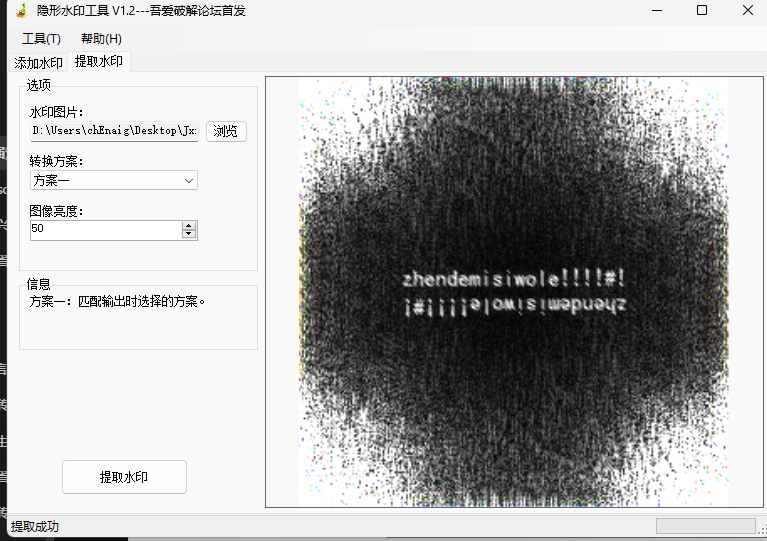 隐形水印工具 V1.2---吾爱破解论坛首发
工具(T) 帮助(H)
添加水印 提取水印
选项
水印图片：
D:\Users\chEnaig\Desktop\Jx
浏览
转换方案：
方案一
图像亮度：
50
信息
方案一：匹配输出时选择的方案。
提取水印
zhendemisiwole!!!!#!
zhendemisiwole!!!!#!
提取成功